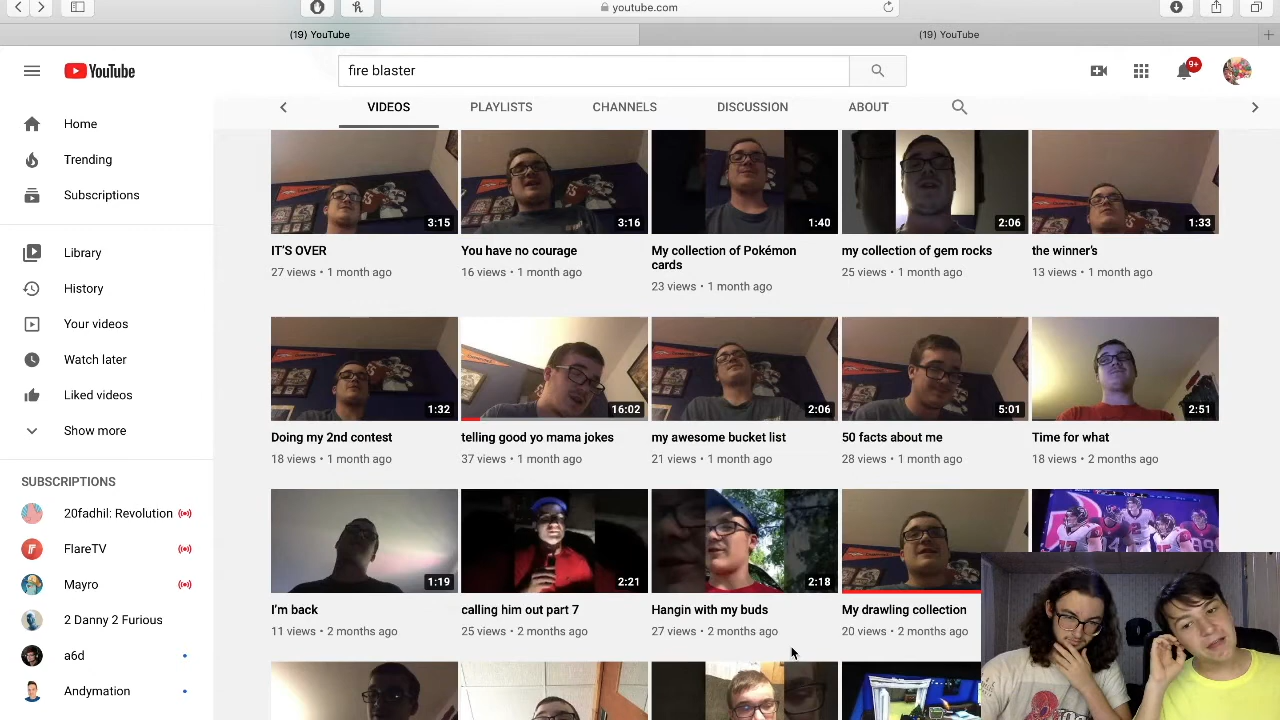 youtube.com
(19) YouTube
(19) YouTube
YouTube
fire blaster
9+
VIDEOS
PLAYLISTS
CHANNELS
DISCUSSION
ABOUT
Home
Trending
Subscriptions
Library
History
Your videos
Watch later
Liked videos
Show more
SUBSCRIPTIONS
20fadhil: Revolution
FlareTV
Mayro
2 Danny 2 Furious
a6d
Andymation
3:15
3:16
1:40
2:06
1:33
IT'S OVER
You have no courage
My collection of Pokémon
cards
my collection of gem rocks
the winner's
27 views • 1 month ago
16 views • 1 month ago
23 views • 1 month ago
25 views • 1 month ago
13 views • 1 month ago
1:32
16:02
2:06
5:01
2:51
Doing my 2nd contest
telling good yo mama jokes
my awesome bucket list
50 facts about me
Time for what
18 views • 1 month ago
37 views • 1 month ago
21 views • 1 month ago
28 views • 1 month ago
18 views • 2 months ago
1:19
2:21
2:18
I'm back
calling him out part 7
Hangin with my buds
My drawling collection
11 views • 2 months ago
25 views • 2 months ago
27 views • 2 months ago
20 views • 2 months ago